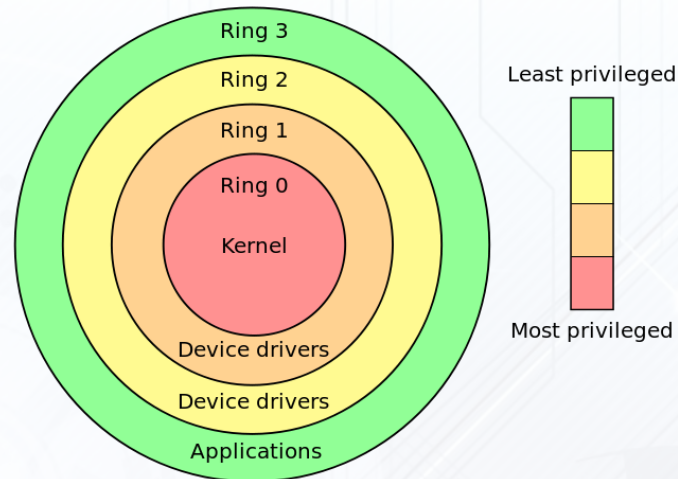 Ring 3
Ring 2
Ring 1
Ring 0
Kernel
Device drivers
Device drivers
Applications
Least privileged
Most privileged